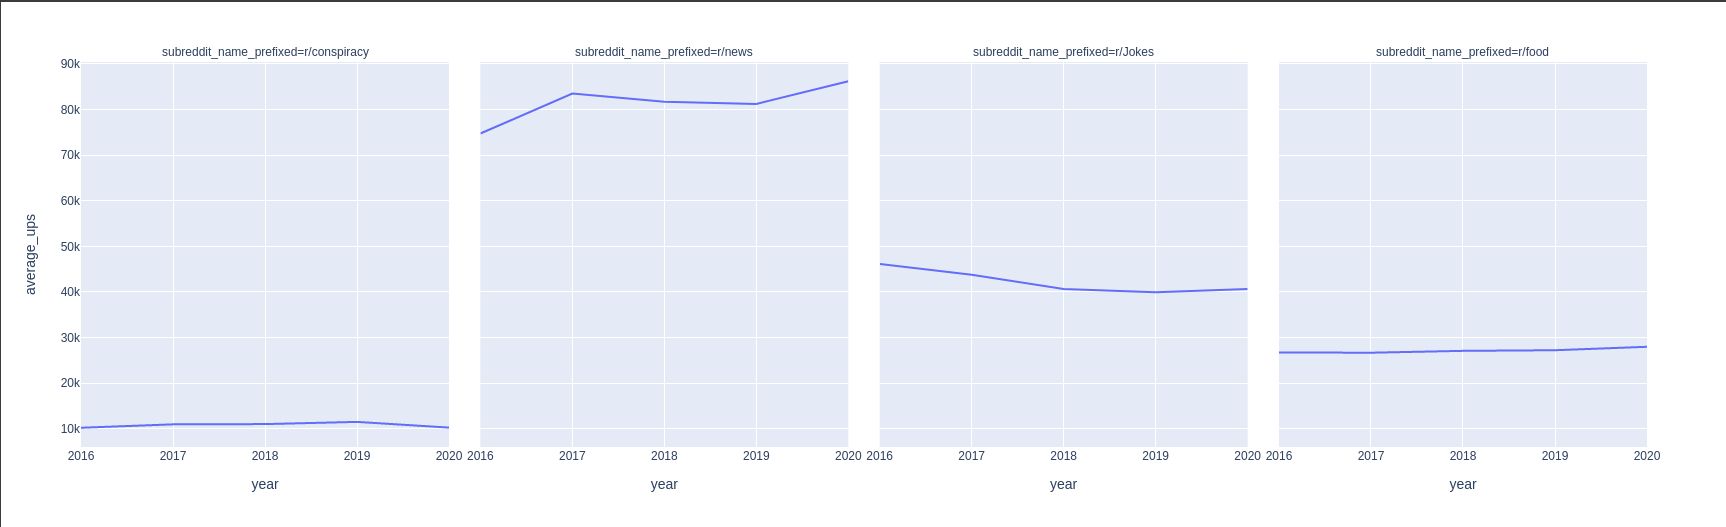 subreddit_name_prefixed=r/conspiracy
subreddit_name_prefixed=r/news
subreddit_name_prefixed=r/Jokes
subreddit_name_prefixed=r/food
90k
80k
70k
60k
50k
40k
30k
20k
10k
average_ups
2016 2017 2018 2019 2020
2016 2017 2018 2019 2020
2016 2017 2018 2019 2020
2016 2017 2018 2019 2020
year
year
year
year